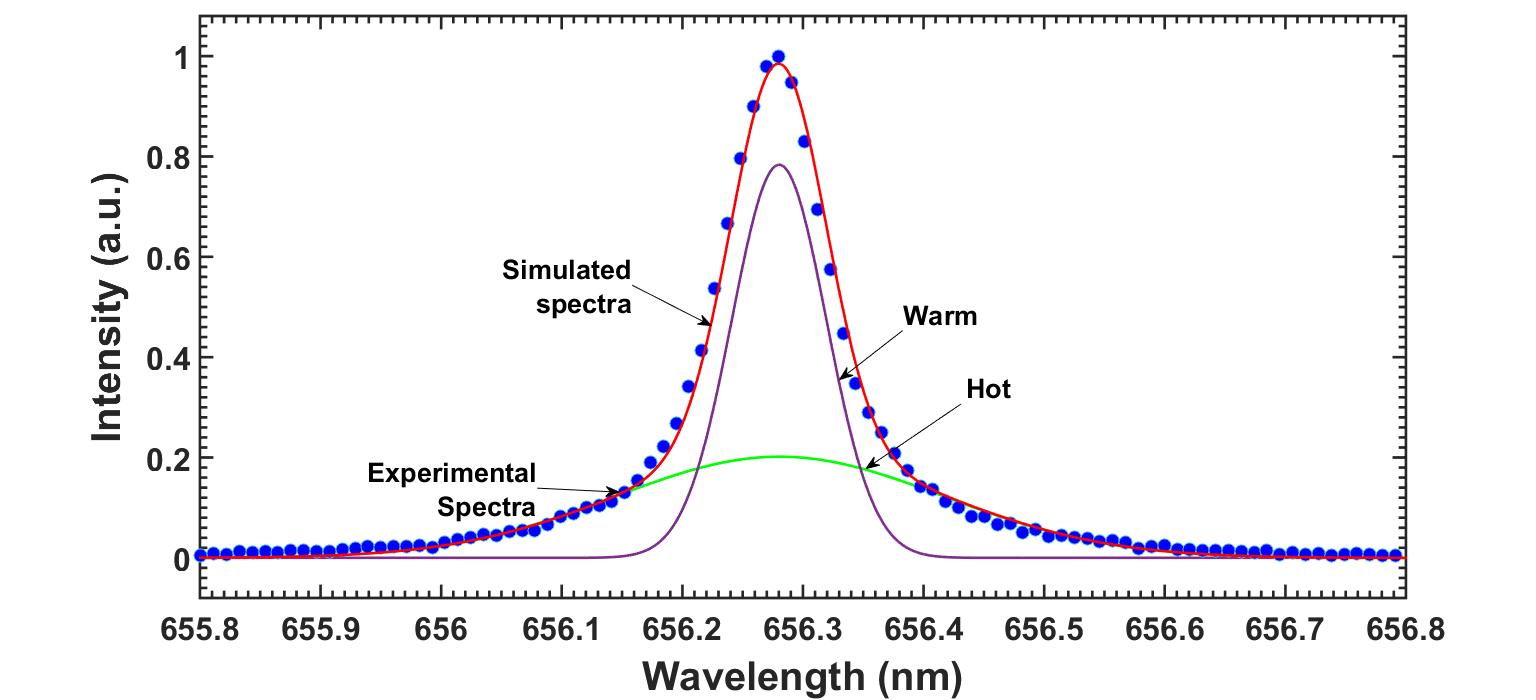 1
0.8
0.6
0.4
0.2
0
Intensity (a.u.)
Simulated
spectra
Warm
Hot
Experimental
Spectra
655.8 655.9 656 656.1 656.2 656.3 656.4 656.5 656.6 656.7 656.8
Wavelength (nm)